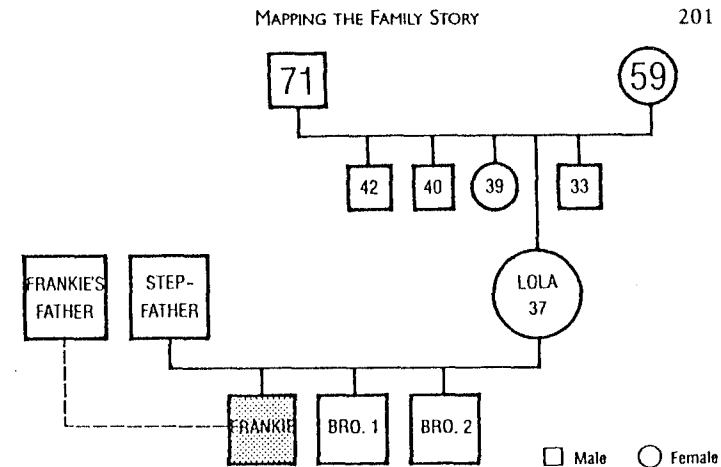 MAPPING THE FAMILY STORY 201
71 59
42 40 39 33
FRANKIE'S
FATHER
STEP-
FATHER
LOLA
37
FRANKIE BRO. 1 BRO. 2
Male Female